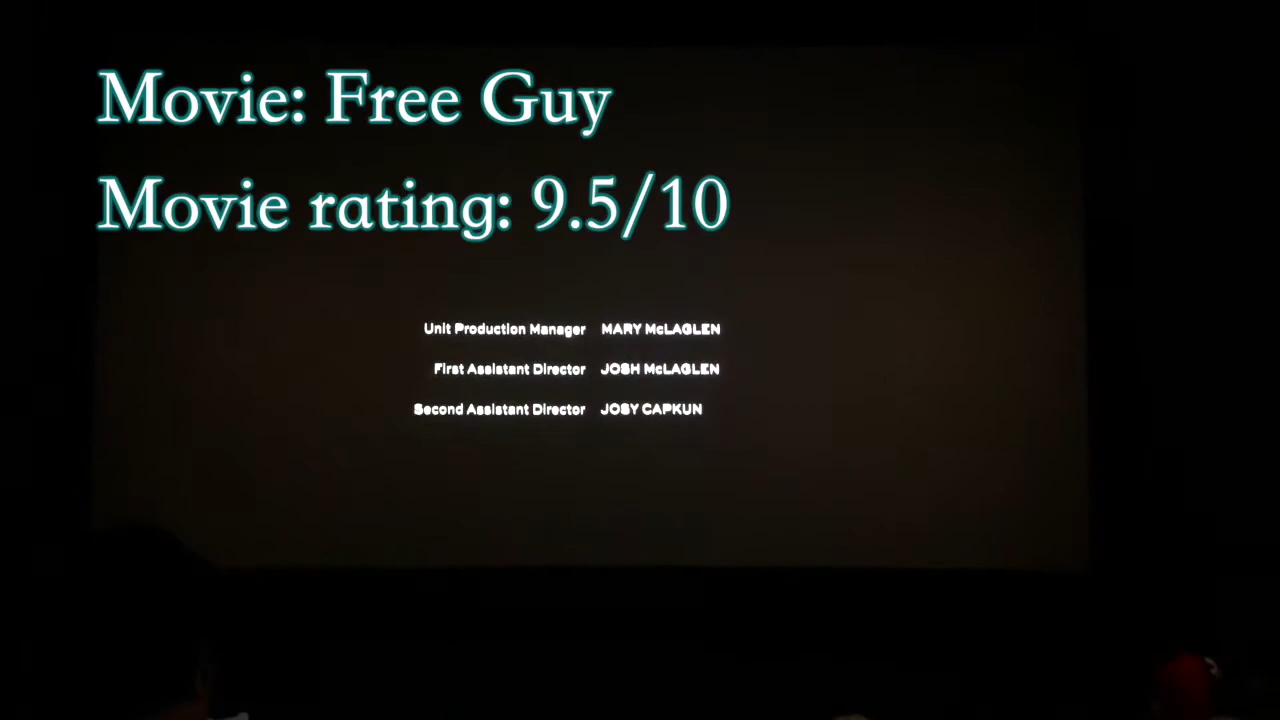 Movie: Free Guy
Movie rating: 9.5/10
Unit Production Manager MARY McLAGLEN
First Assistant Director JOSH McLAGLEN
Second Assistant Director JOSY CAPKUN